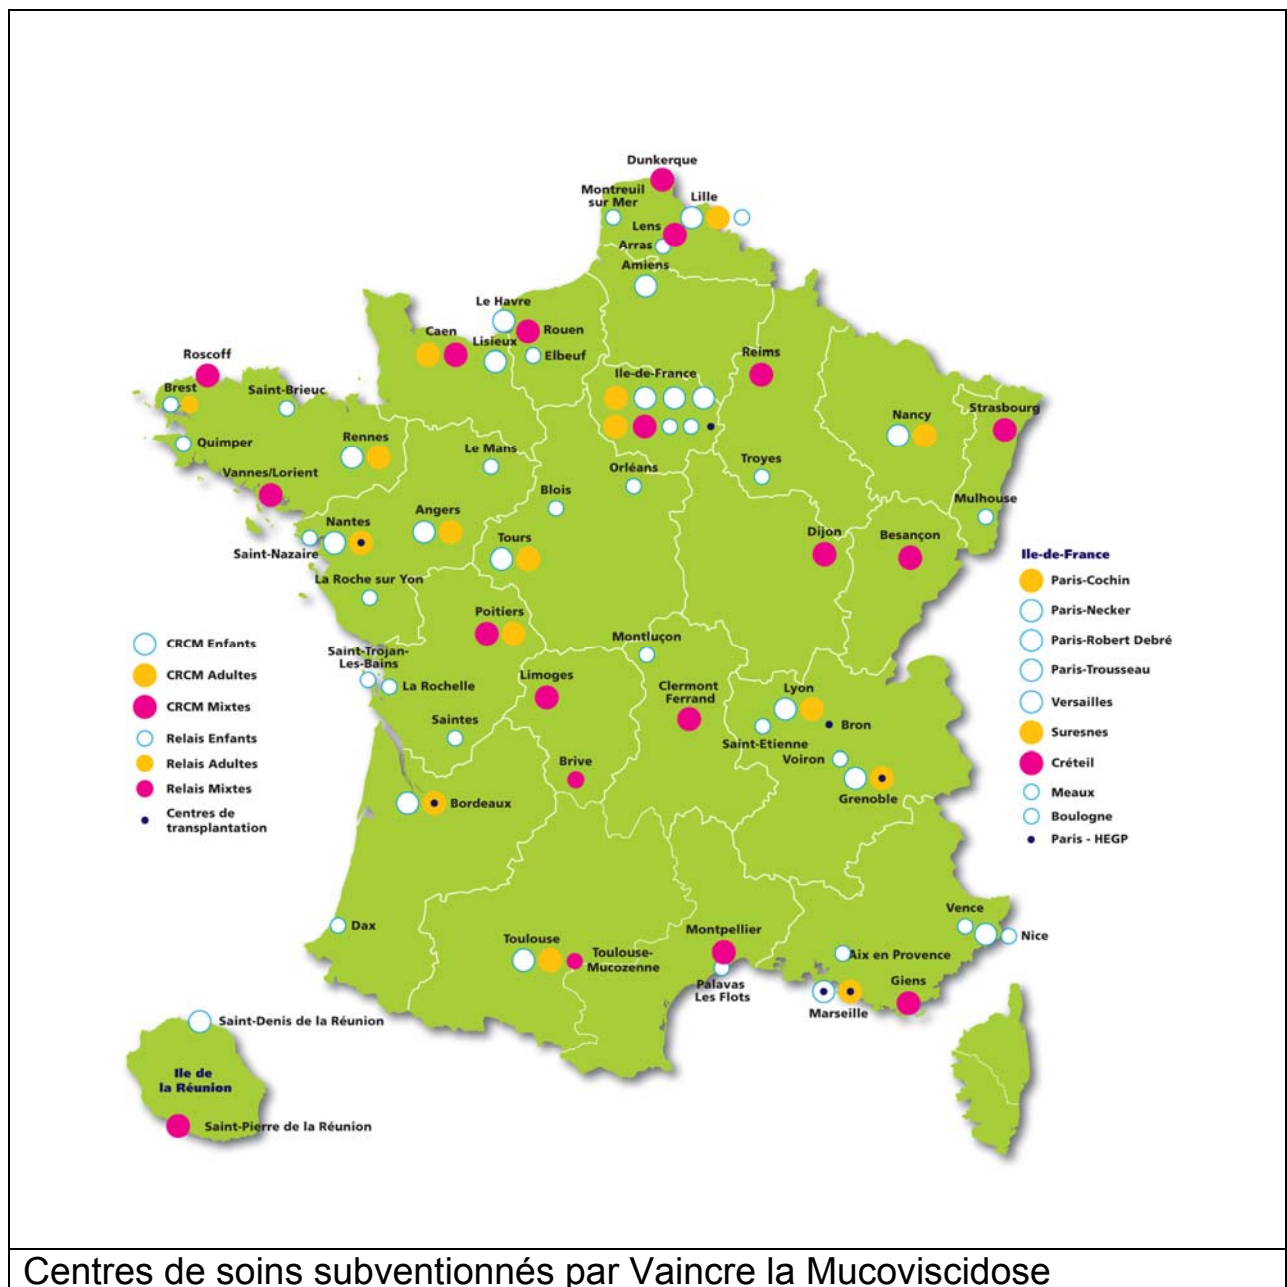 Dunkerque
Montreuil
sur Mer
Lille
Lens
Arras
Amiens
Le Havre
Rouen
Caen
Lisieux
Elbeuf
Roscoff
Reims
Ile-de-France
Brest
Saint-Brieuc
Strasbourg
Nancy
Quimper
Rennes
Le Mans
Troyes
Orléans
Vannes/Lorient
Blois
Mulhouse
Angers
Nantes
Tours
Dijon
Besançon
Saint-Nazaire
La Roche sur Yon
Poitiers
Montluçon
Saint-Trojan-
Les-Bains
La Rochelle
Limoges
Clermont
Ferrand
Lyon
Bron
Saintes
Saint-Etienne
Voiron
Brive
Grenoble
Bordeaux
Vence
Nice
Dax
Montpellier
Toulouse
Toulouse-
Mucozenne
Aix en Provence
Palavas
Les Flots
Giens
Marseille
CRCM Enfants
CRCM Adultes
CRCM Mixtes
Relais Enfants
Relais Adultes
Relais Mixtes
Centres de
transplantation
Ile-de-France
Paris-Cochin
Paris-Necker
Paris-Robert Debré
Paris-Trousseau
Versailles
Suresnes
Créteil
Meaux
Boulogne
Paris - HEGP
Saint-Denis de la Réunion
Ile de
la Réunion
Saint-Pierre de la Réunion
Centres de soins subventionnés par Vaincre la Mucoviscidose